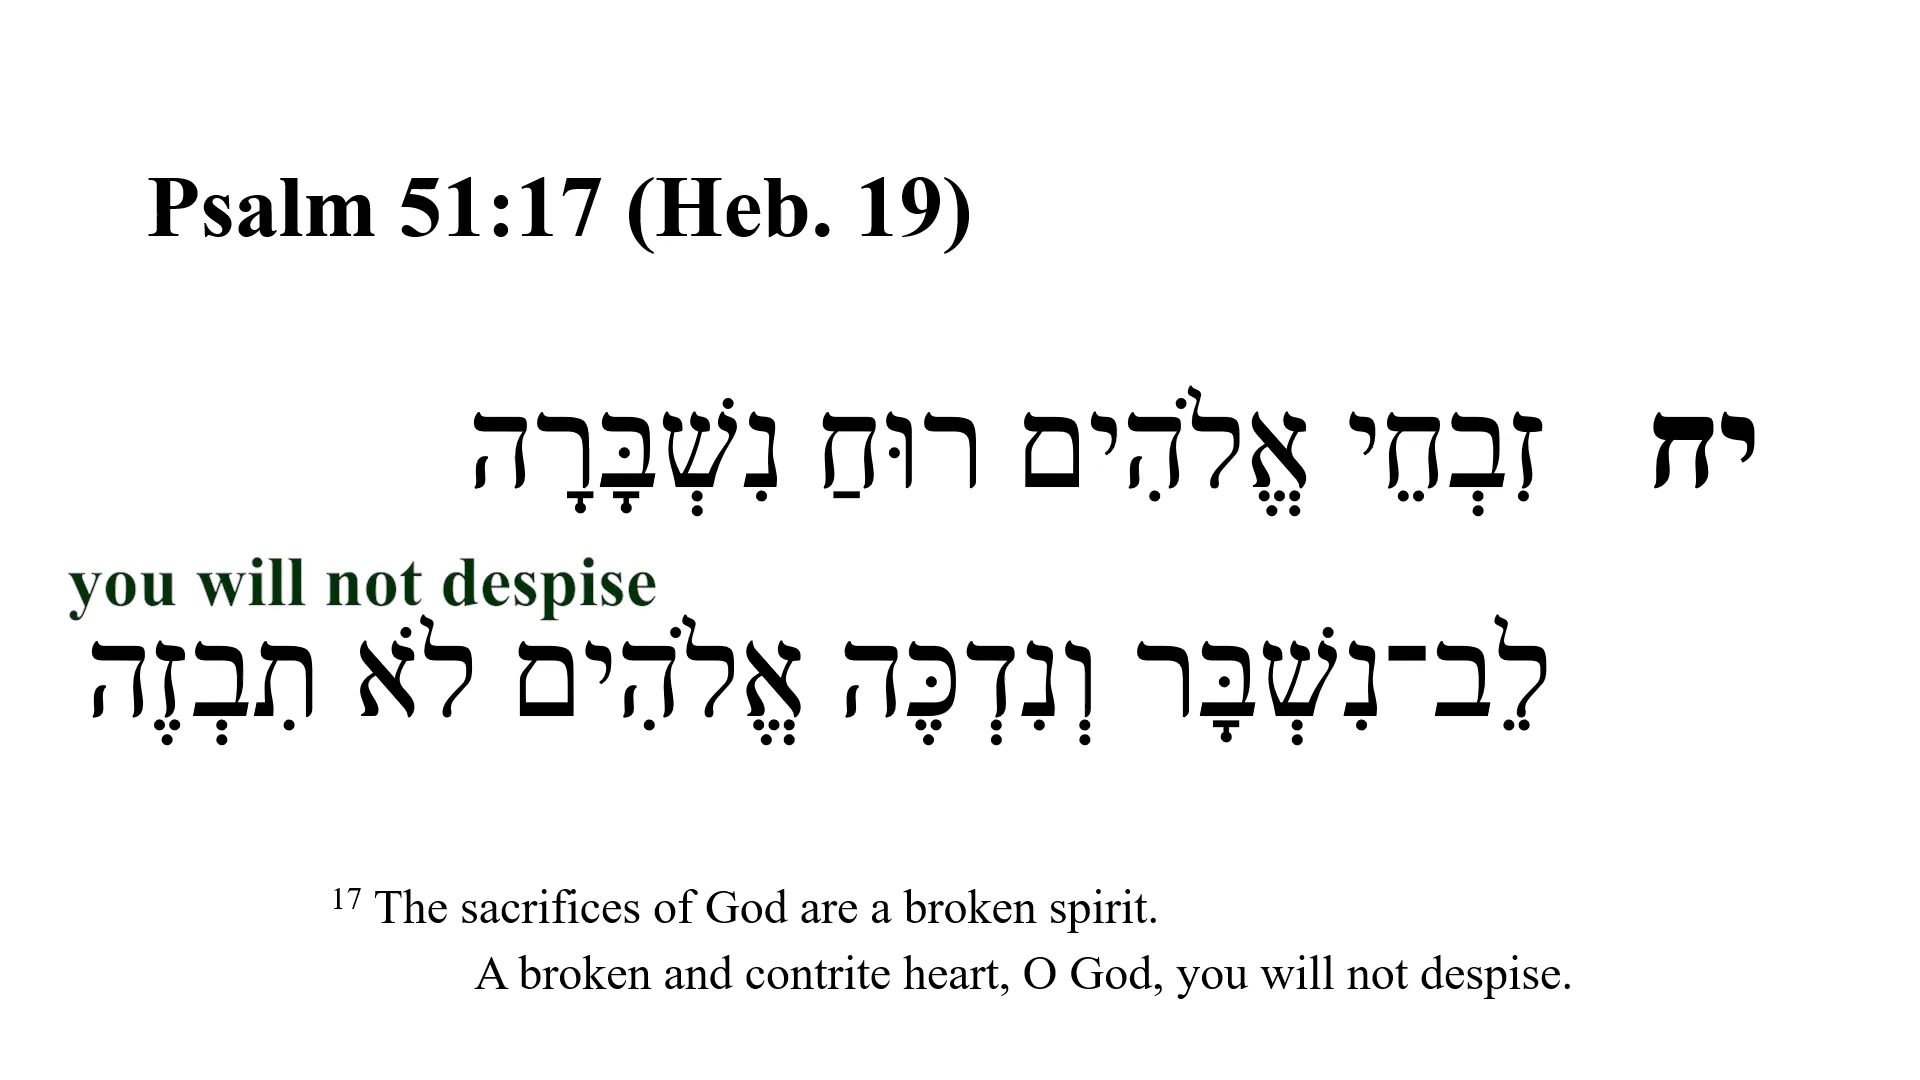 Psalm 51:17 (Heb. 19)
יח זִבְחֵי אֱלֹהִים רוּחַ נִשְׁבָּרָה
you will not despise
לֵב־נִשְׁבָּר וְנִדְכֶּה אֱלֹהִים לֹא תִבְזֶה
17 The sacrifices of God are a broken spirit.
A broken and contrite heart, O God, you will not despise.